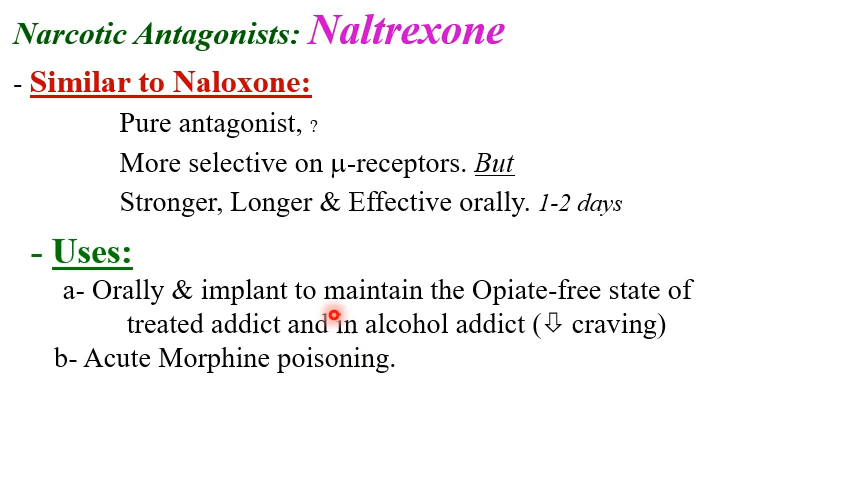 Narcotic Antagonists: Naltrexone
- Similar to Naloxone:
Pure antagonist, ?
More selective on μ-receptors. But
Stronger, Longer & Effective orally. 1-2 days
- Uses:
a- Orally & implant to maintain the Opiate-free state of
treated addict and in alcohol addict (⇩ craving)
b- Acute Morphine poisoning.